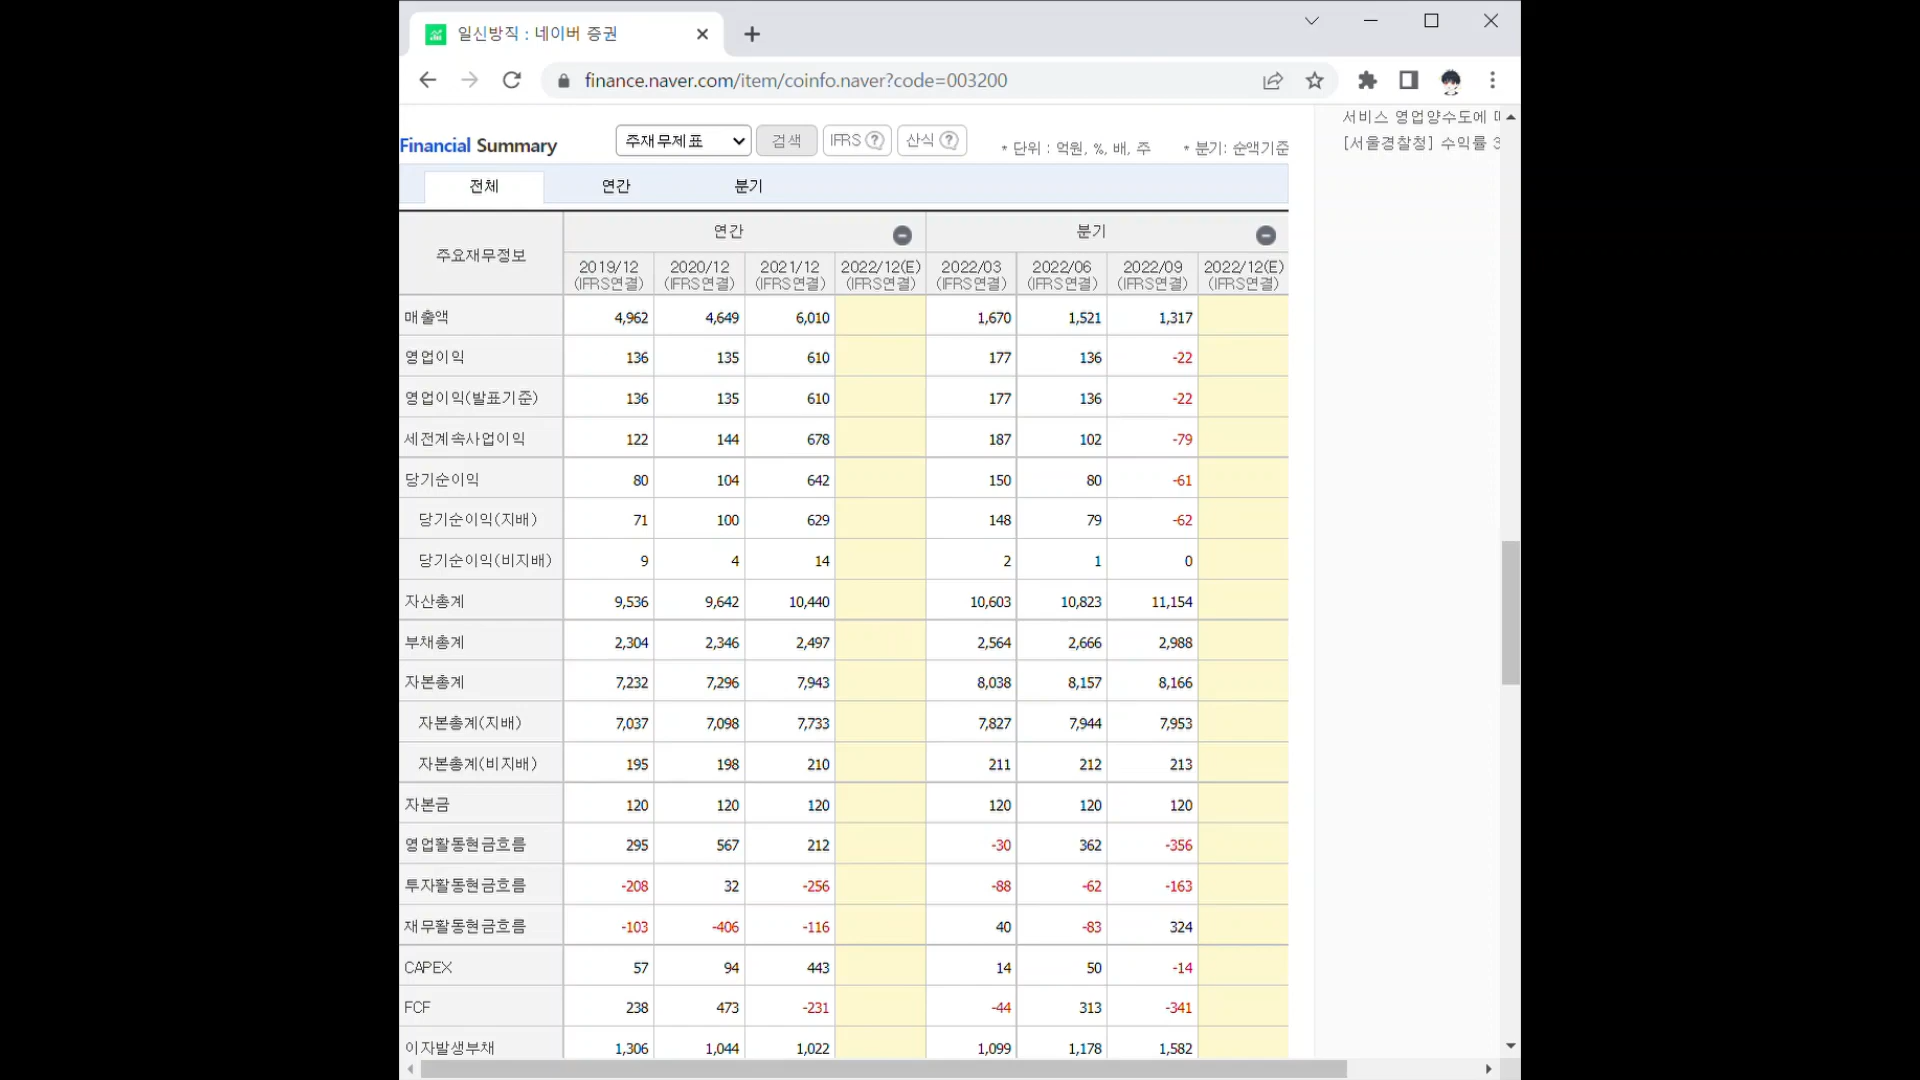 일신방직 : 네이버 증권
finance.naver.com/item/coinfo.naver?code=003200
서비스 영업양수도에
[서울경찰청] 수익률
Financial Summary 주재무제표 검색 IFRS ? 산식 ? * 단위 : 억원, %, 배, 주 * 분기: 순액기준
전체 연간 분기
주요재무정보 연간 분기
2019/12 2020/12 2021/12 2022/12(E) 2022/03 2022/06 2022/09 2022/12(E)
(IFRS연결) (IFRS연결) (IFRS연결) (IFRS연결) (IFRS연결) (IFRS연결) (IFRS연결) (IFRS연결)
매출액 4,962 4,649 6,010 1,670 1,521 1,317
영업이익 136 135 610 177 136 -22
영업이익(발표기준) 136 135 610 177 136 -22
세전계속사업이익 122 144 678 187 102 -79
당기순이익 80 104 642 150 80 -61
당기순이익(지배) 71 100 629 148 79 -62
당기순이익(비지배) 9 4 14 2 1 0
자산총계 9,536 9,642 10,440 10,603 10,823 11,154
부채총계 2,304 2,346 2,497 2,564 2,666 2,988
자본총계 7,232 7,296 7,943 8,038 8,157 8,166
자본총계(지배) 7,037 7,098 7,733 7,827 7,944 7,953
자본총계(비지배) 195 198 210 211 212 213
자본금 120 120 120 120 120 120
영업활동현금흐름 295 567 212 -30 362 -356
투자활동현금흐름 -208 32 -256 -88 -62 -163
재무활동현금흐름 -103 -406 -116 40 -83 324
CAPEX 57 94 443 14 50 -14
FCF 238 473 -231 -44 313 -341
이자발생부채 1,306 1,044 1,022 1,099 1,178 1,582